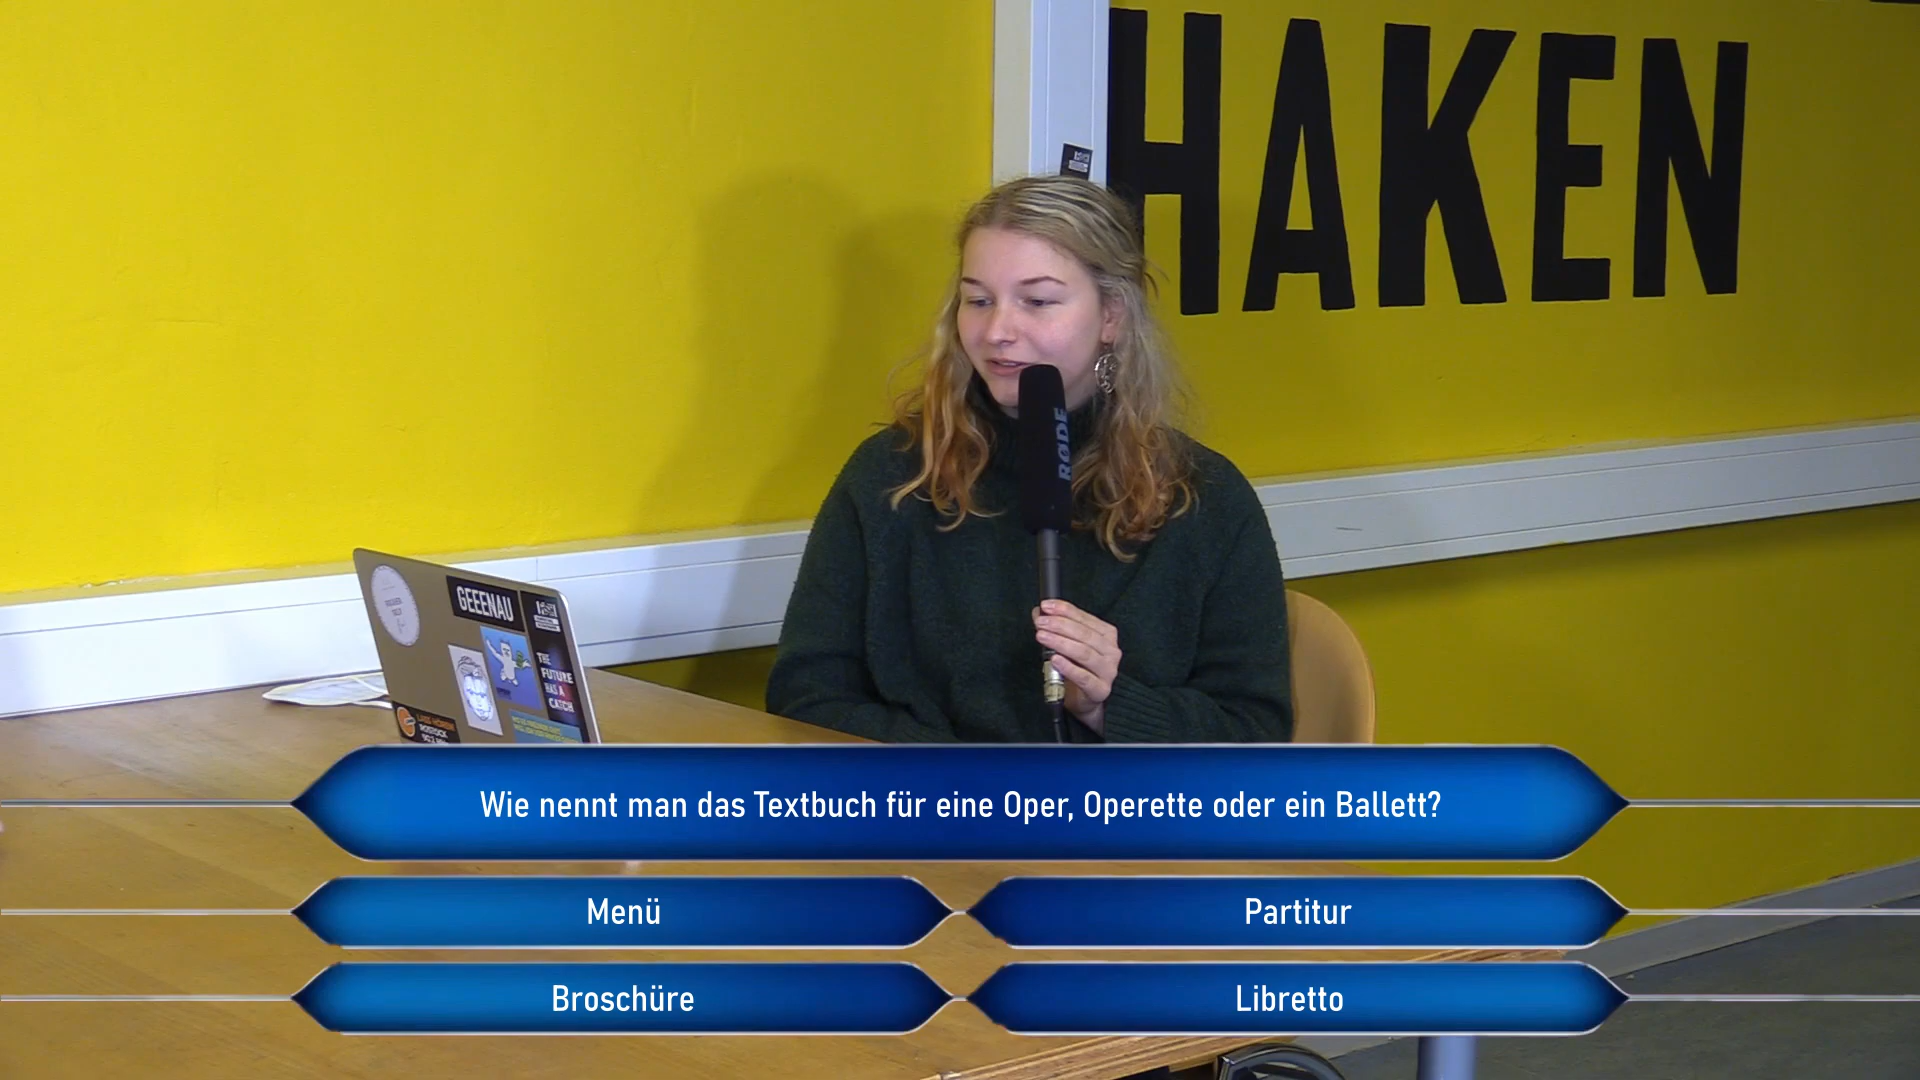 HAKEN
RØDE
GEEENAU
THE
FUTURE
HAS A
CATCH
ROSTOCK
Wie nennt man das Textbuch für eine Oper, Operette oder ein Ballett?
Menü
Partitur
Broschüre
Libretto